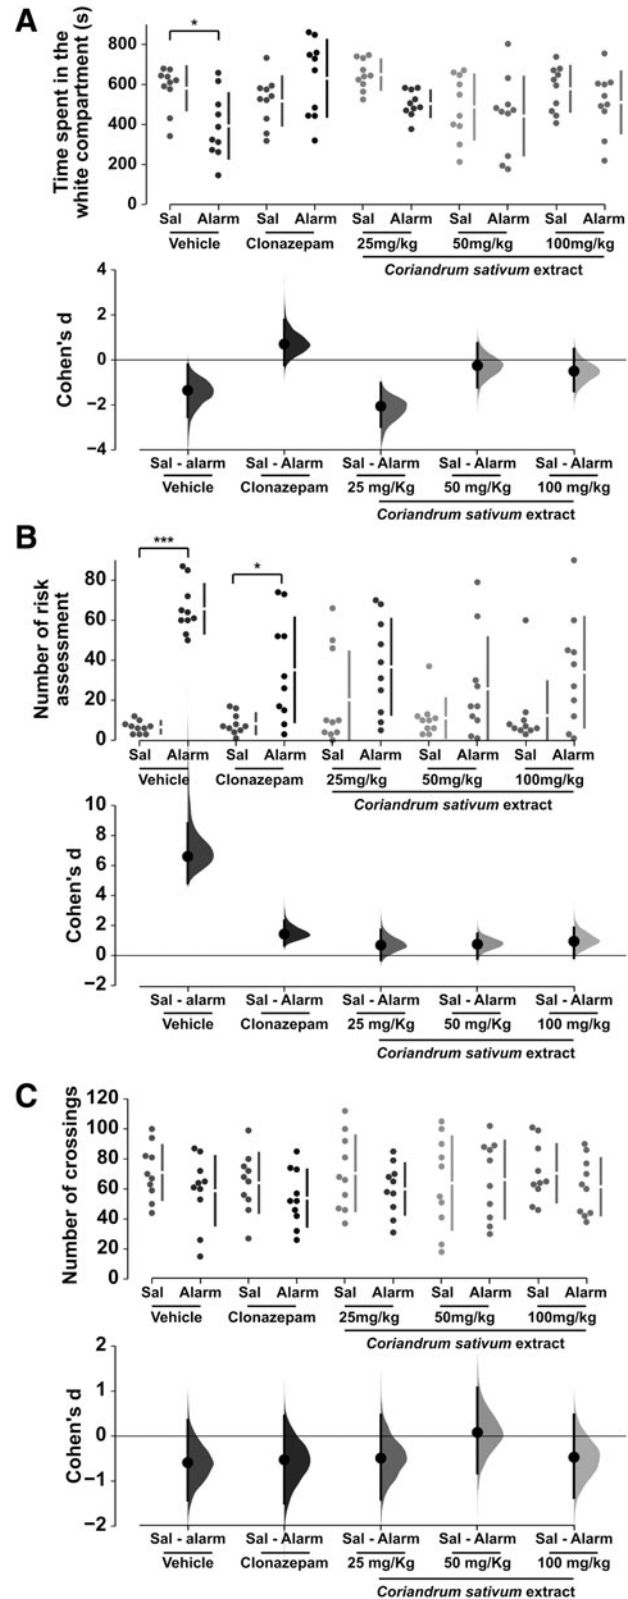 A
Time spent in the
white compartment (s)
800
600
400
200
0
*
Sal Alarm Sal Alarm Sal Alarm Sal Alarm Sal Alarm
Vehicle Clonazepam 25mg/kg 50mg/kg 100mg/kg
Coriandrum sativum extract
Cohen's d
4
2
0
−2
−4
Sal - alarm Sal - Alarm Sal - Alarm Sal - Alarm Sal - Alarm
Vehicle Clonazepam 25 mg/Kg 50 mg/Kg 100 mg/kg
Coriandrum sativum extract
B
Number of risk
assessment
80
60
40
20
0
***
*
Sal Alarm Sal Alarm Sal Alarm Sal Alarm Sal Alarm
Vehicle Clonazepam 25mg/kg 50mg/kg 100mg/kg
Coriandrum sativum extract
Cohen's d
10
8
6
4
2
0
−2
Sal - alarm Sal - Alarm Sal - Alarm Sal - Alarm Sal - Alarm
Vehicle Clonazepam 25 mg/Kg 50 mg/Kg 100 mg/kg
Coriandrum sativum extract
C
Number of crossings
120
100
80
60
40
20
0
Sal Alarm Sal Alarm Sal Alarm Sal Alarm Sal Alarm
Vehicle Clonazepam 25mg/kg 50mg/kg 100mg/kg
Coriandrum sativum extract
Cohen's d
2
1
0
−1
−2
Sal - alarm Sal - Alarm Sal - Alarm Sal - Alarm Sal - Alarm
Vehicle Clonazepam 25 mg/Kg 50 mg/Kg 100 mg/kg
Coriandrum sativum extract